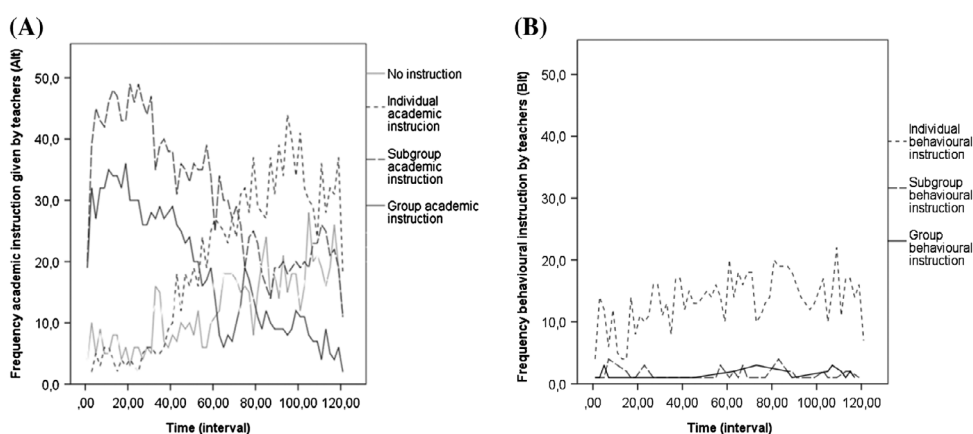 (A)
Frequency academic instruction given by teachers (AIt)
50,0
40,0
30,0
20,0
10,0
0,0
,00 20,00 40,00 60,00 80,00 100,00 120,00
Time (interval)
No instruction
Individual
academic
instrucion
Subgroup
academic
instruction
Group academic
instruction
(B)
Frequency behavioural instruction by teachers (BIt)
50,0
40,0
30,0
20,0
10,0
0,0
,00 20,00 40,00 60,00 80,00 100,00 120,00
Time (interval)
Individual
behavioural
instruction
Subgroup
behavioural
instruction
Group
behavioural
instruction